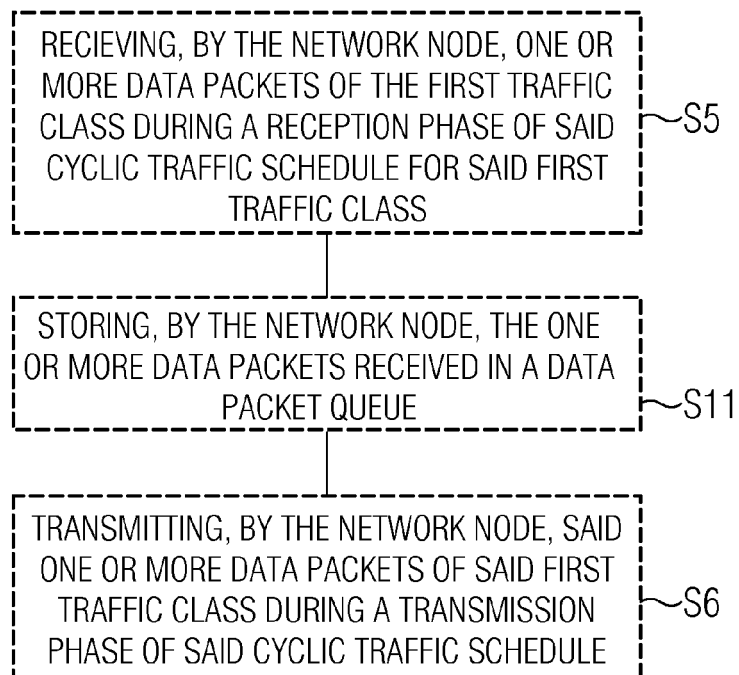 RECIEVING, BY THE NETWORK NODE, ONE OR
MORE DATA PACKETS OF THE FIRST TRAFFIC
CLASS DURING A RECEPTION PHASE OF SAID
CYCLIC TRAFFIC SCHEDULE FOR SAID FIRST
TRAFFIC CLASS
S5
STORING, BY THE NETWORK NODE, THE ONE
OR MORE DATA PACKETS RECEIVED IN A DATA
PACKET QUEUE
S11
TRANSMITTING, BY THE NETWORK NODE, SAID
ONE OR MORE DATA PACKETS OF SAID FIRST
TRAFFIC CLASS DURING A TRANSMISSION
PHASE OF SAID CYCLIC TRAFFIC SCHEDULE
S6